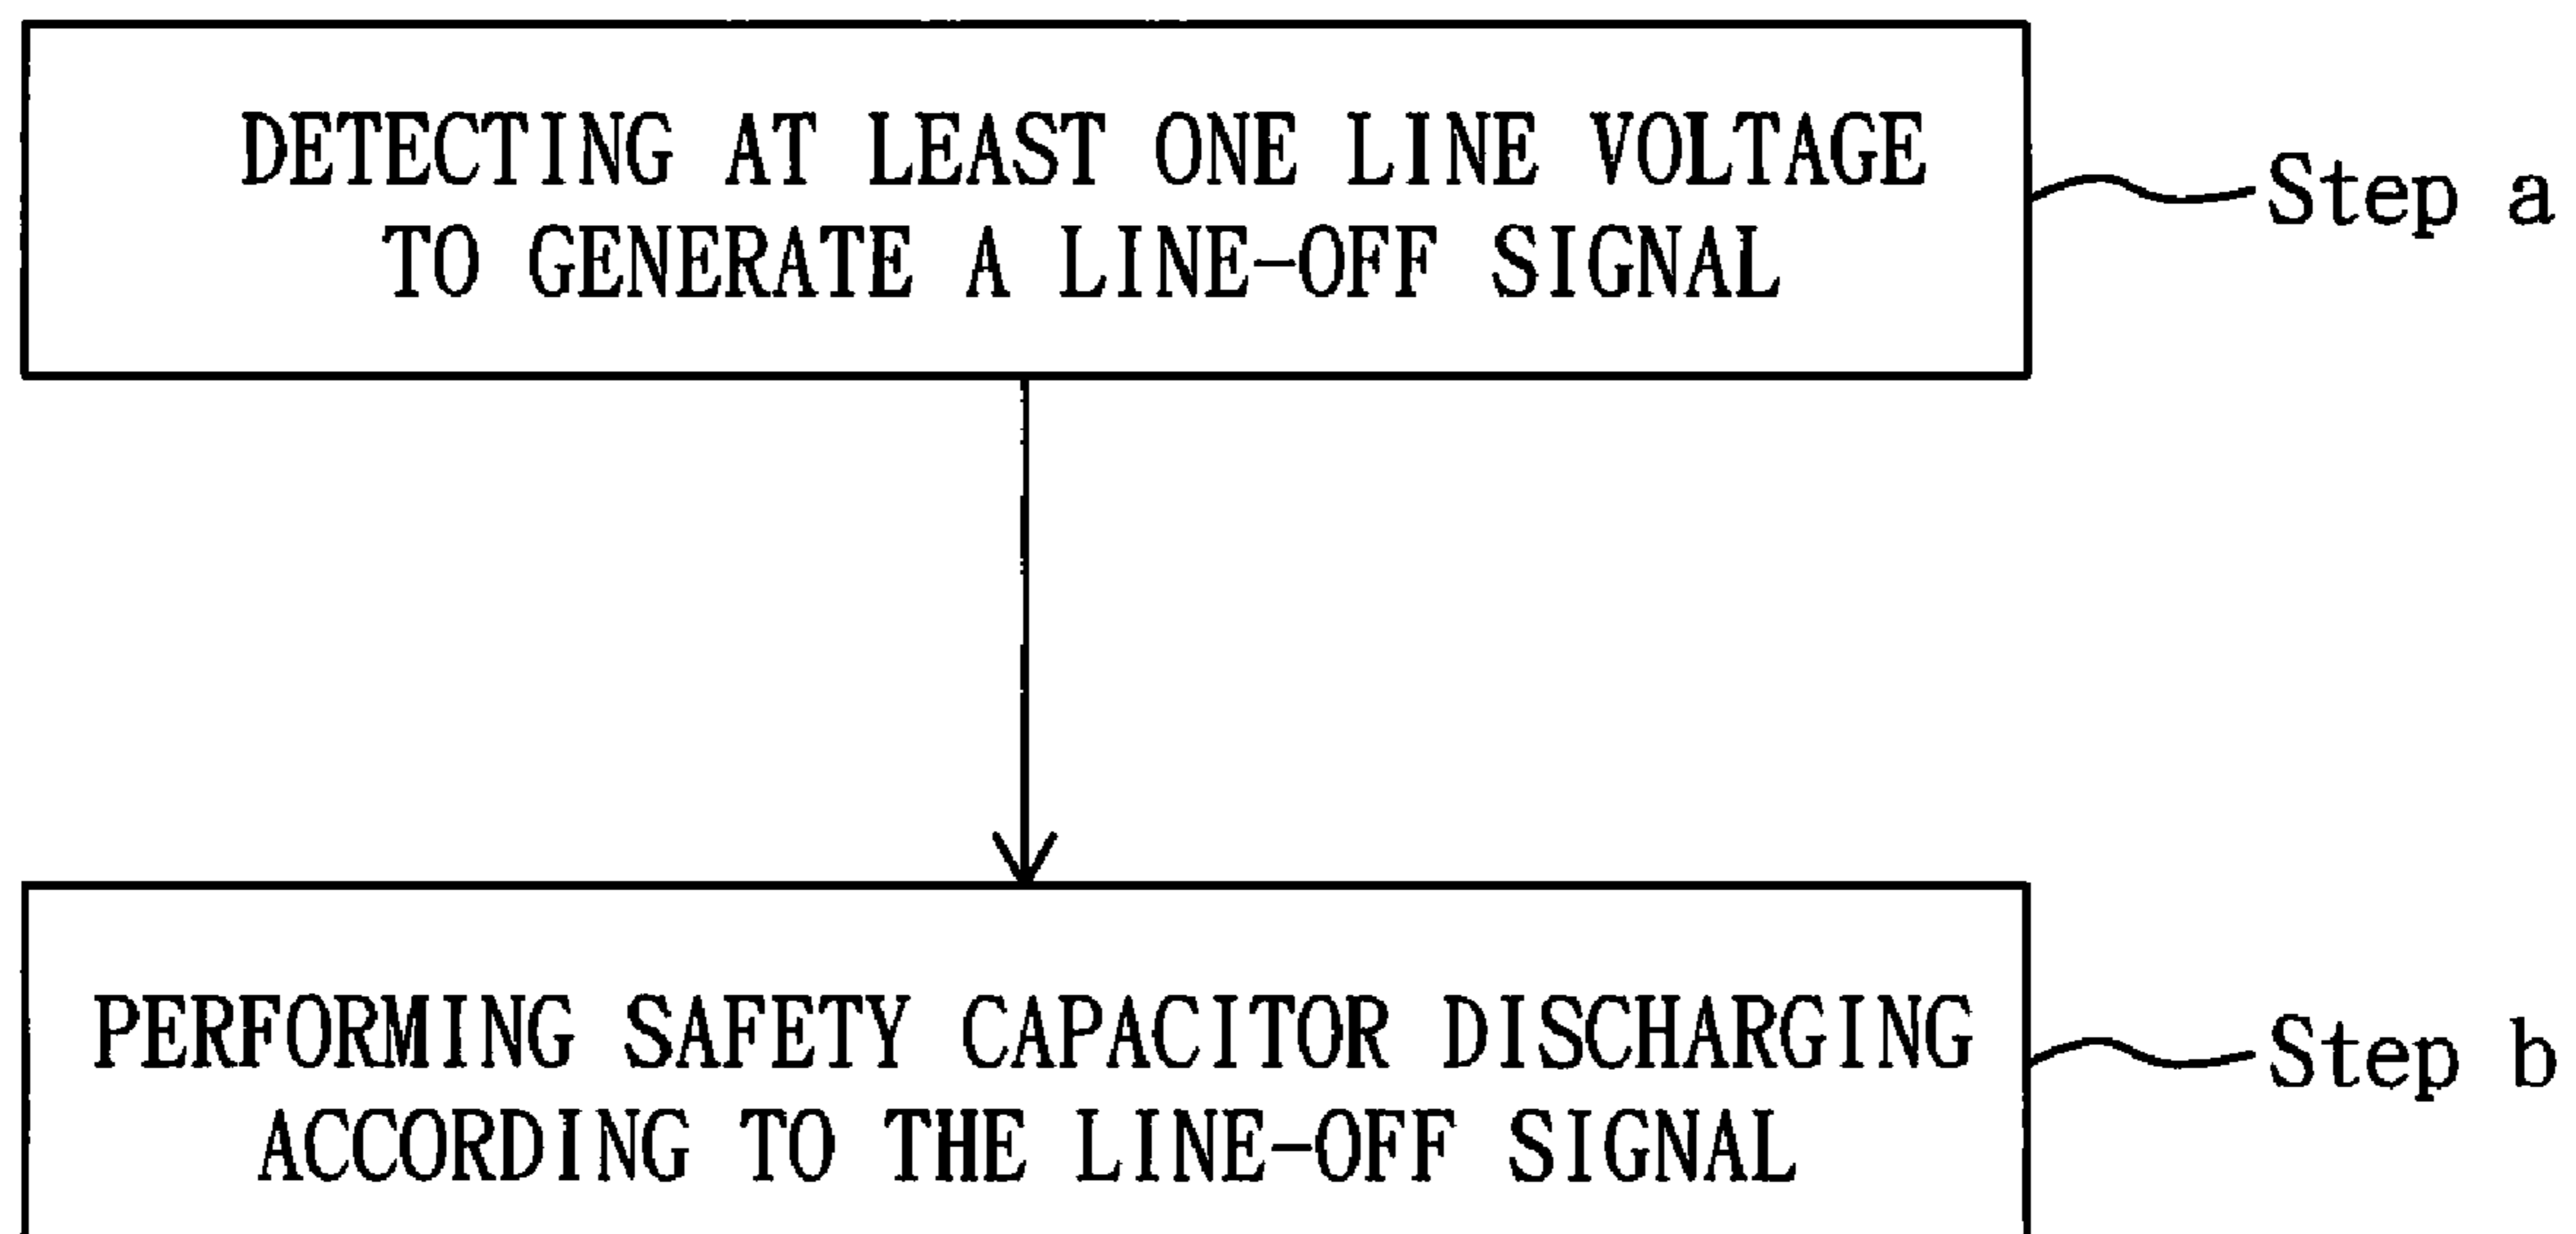 DETECTING AT LEAST ONE LINE VOLTAGE
TO GENERATE A LINE-OFF SIGNAL
Step a
PERFORMING SAFETY CAPACITOR DISCHARGING
ACCORDING TO THE LINE-OFF SIGNAL
Step b